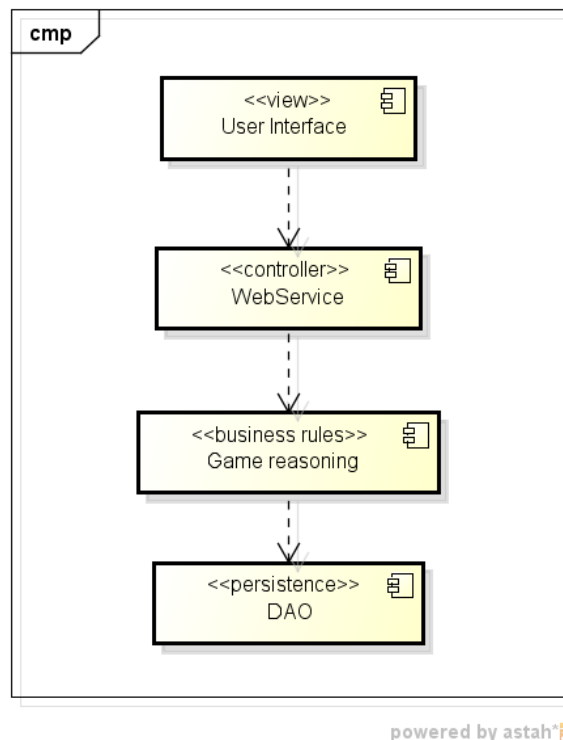 cmp
<<view>>
User Interface
<<controller>>
WebService
<<business rules>>
Game reasoning
<<persistence>>
DAO
powered by astah*